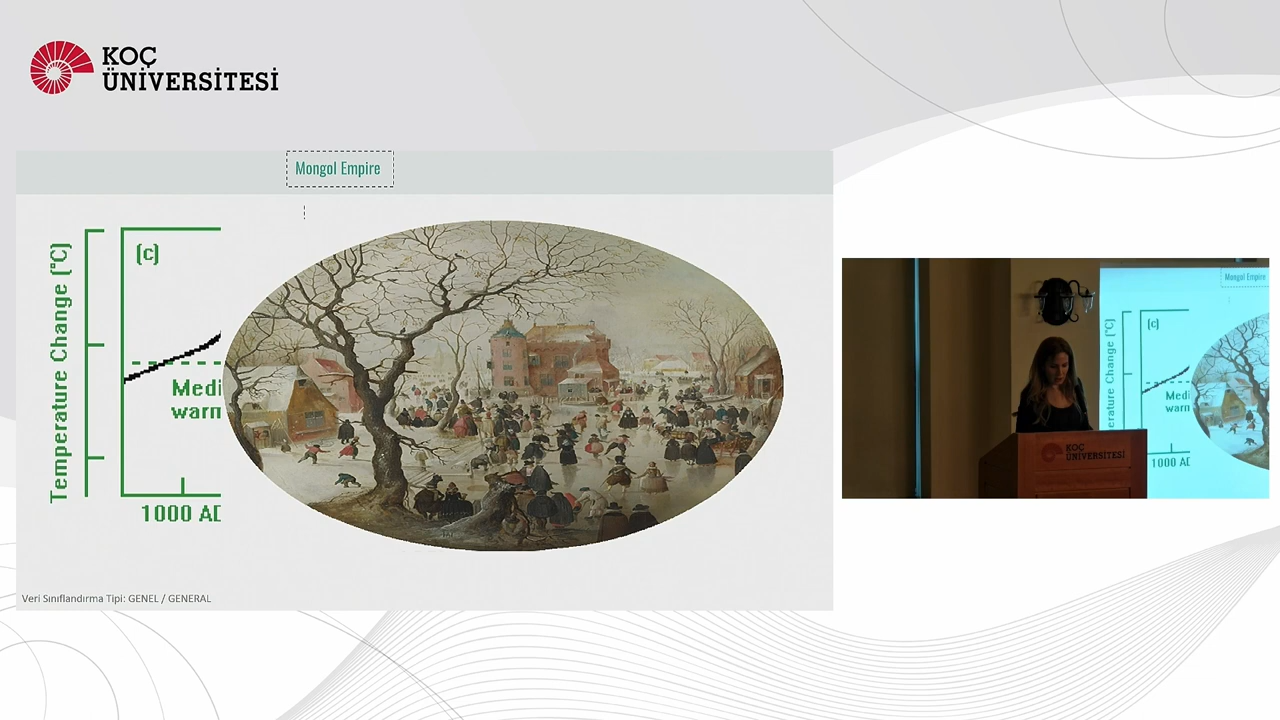 KOÇ
ÜNİVERSİTESİ
Mongol Empire
Temperature Change (°C)
(c)
Medi
warn
1000 AD
Veri Sınıflandırma Tipi: GENEL / GENERAL
Mongol Empire
erature Change (°C)
(c)
Medi
warn
1000 AD
KOÇ
ÜNİVERSİTESİ